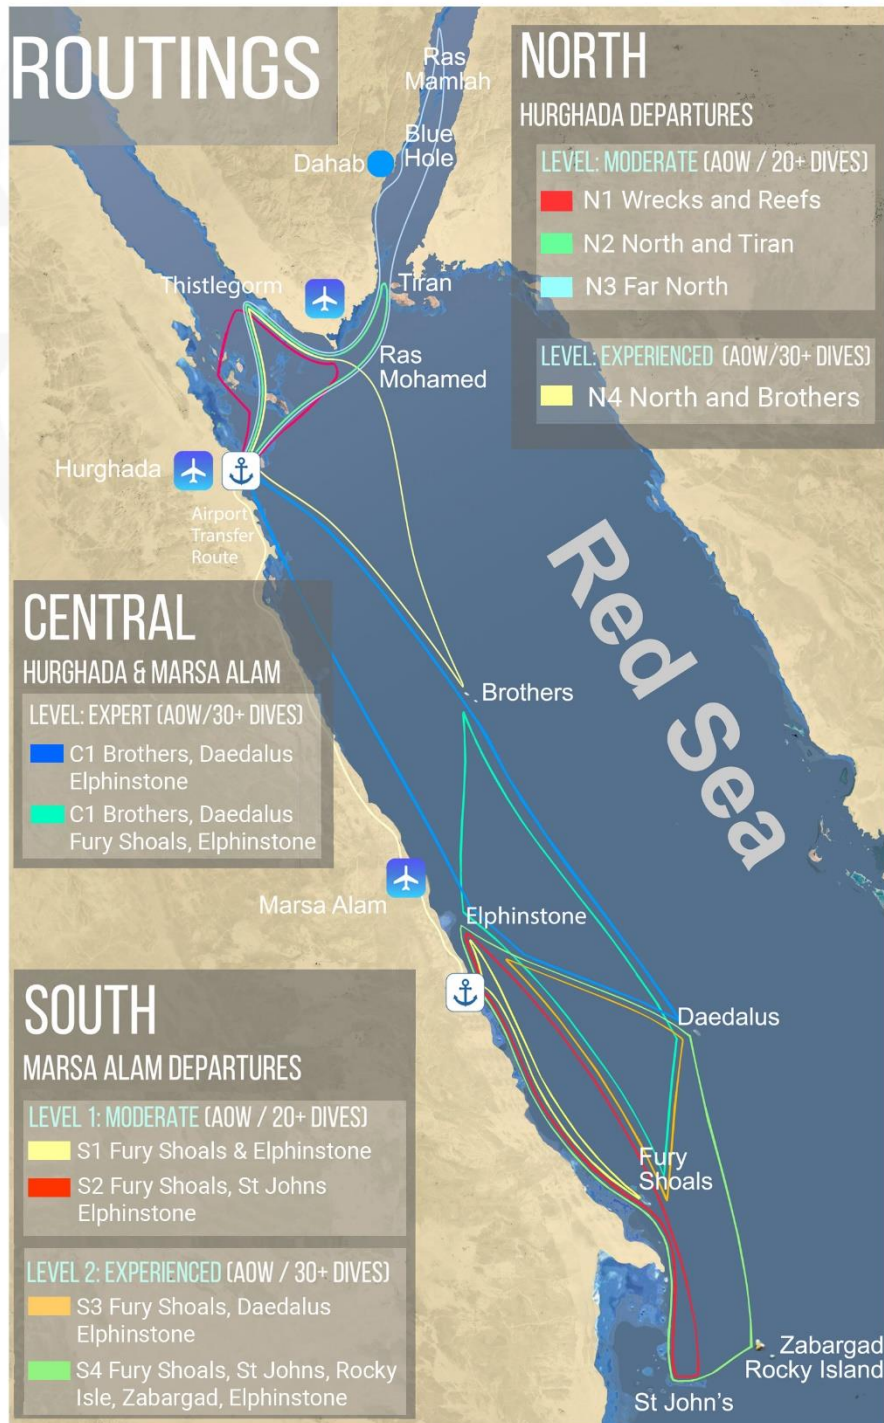 ROUTINGS
NORTH
HURGHADA DEPARTURES
LEVEL: MODERATE (AOW / 20+ DIVES)
N1 Wrecks and Reefs
N2 North and Tiran
N3 Far North
LEVEL: EXPERIENCED (AOW/30+ DIVES)
N4 North and Brothers
Ras
Mamlah
Blue
Hole
Dahab
Thistlegorm
Tiran
Ras
Mohamed
Hurghada
Airport
Transfer
Route
Red Sea
CENTRAL
HURGHADA & MARSA ALAM
LEVEL: EXPERT (AOW/30+ DIVES)
C1 Brothers, Daedalus
Elphinstone
C1 Brothers, Daedalus
Fury Shoals, Elphinstone
Brothers
Marsa Alam
Elphinstone
Daedalus
Fury
Shoals
SOUTH
MARSA ALAM DEPARTURES
LEVEL 1: MODERATE (AOW / 20+ DIVES)
S1 Fury Shoals & Elphinstone
S2 Fury Shoals, St Johns
Elphinstone
LEVEL 2: EXPERIENCED (AOW / 30+ DIVES)
S3 Fury Shoals, Daedalus
Elphinstone
S4 Fury Shoals, St Johns, Rocky
Isle, Zabargad, Elphinstone
Zabargad
Rocky Island
St John's